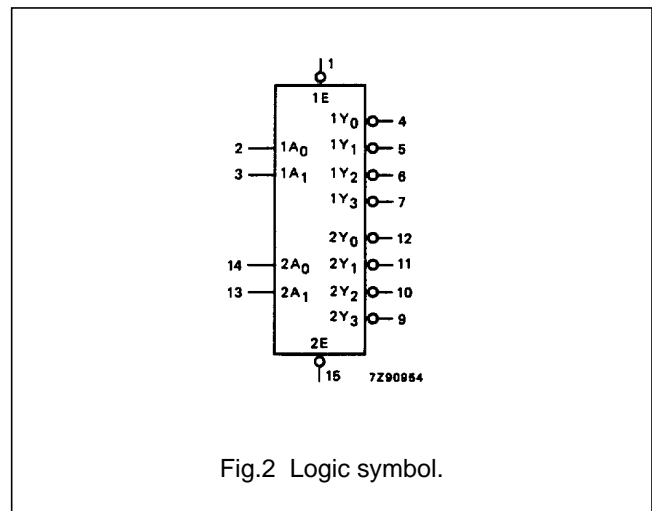 1
1E
1Y0 4
2 1A0 1Y1 5
3 1A1 1Y2 6
1Y3 7
2Y0 12
14 2A0 2Y1 11
13 2A1 2Y2 10
2Y3 9
2E
15 7Z90954
Fig.2 Logic symbol.